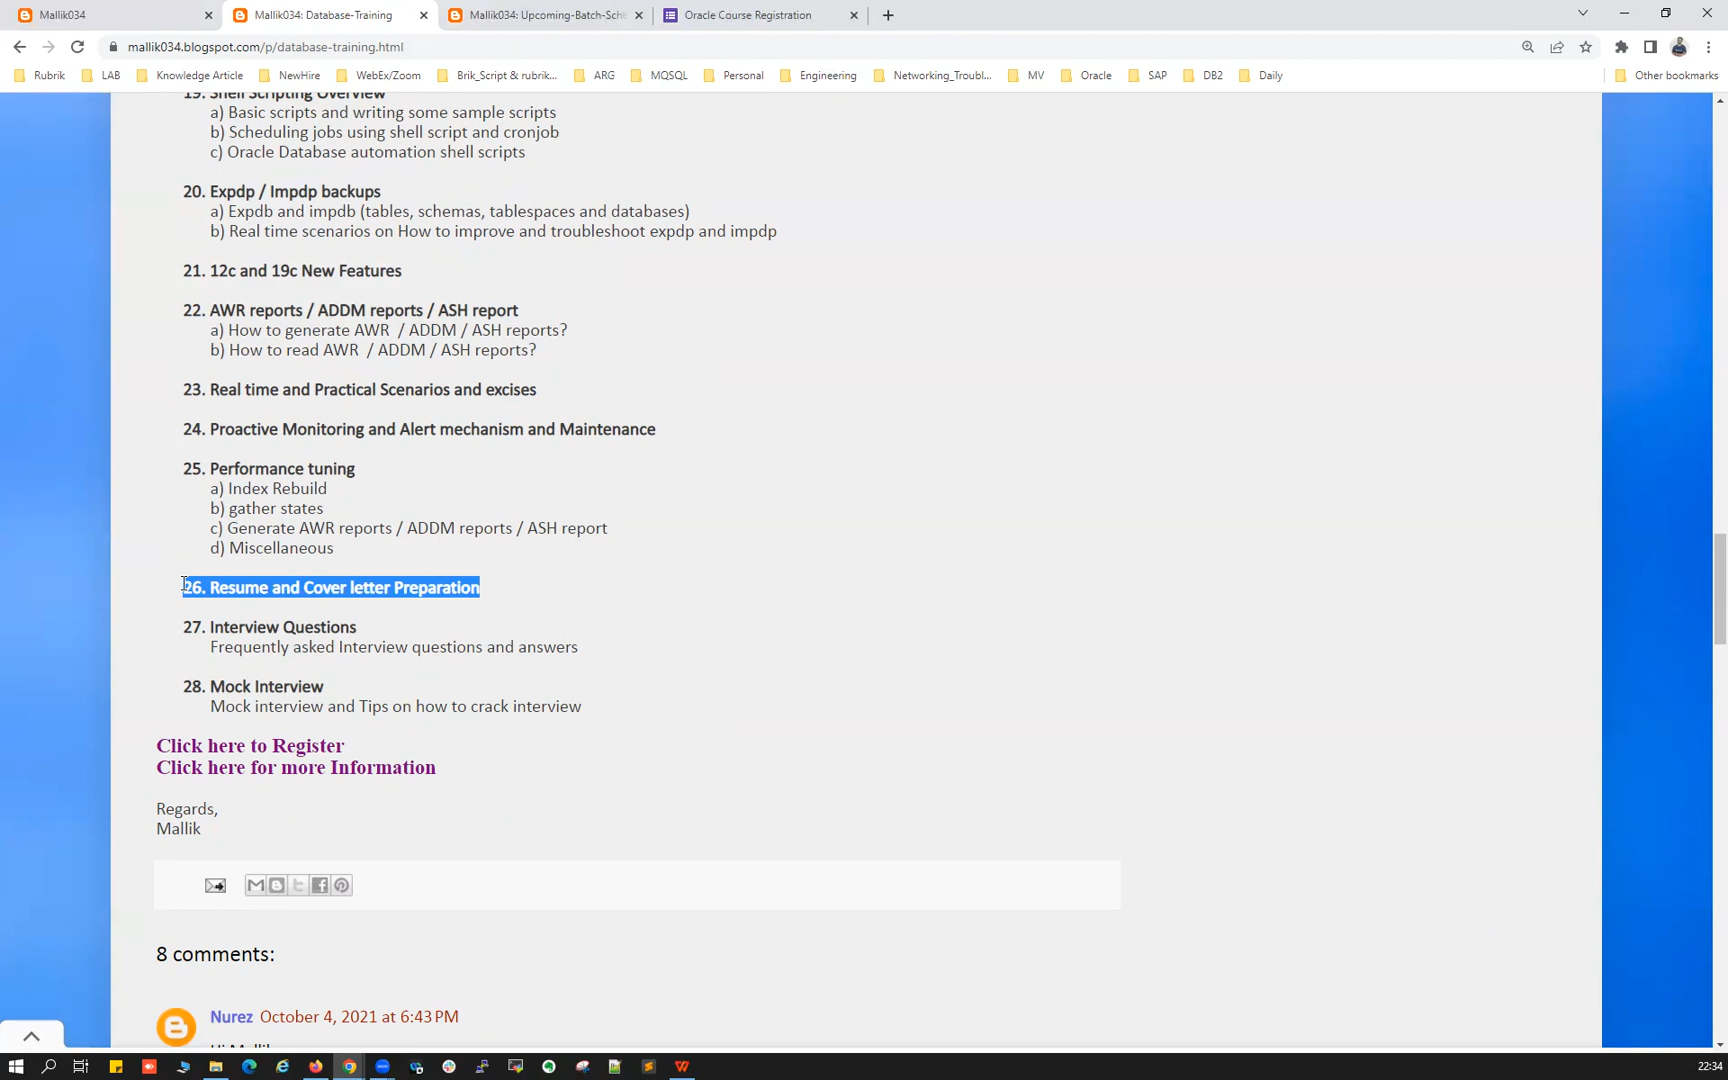 Mallik034
Mallik034: Database-Training
Mallik034: Upcoming-Batch-Sche
Oracle Course Registration
mallik034.blogspot.com/p/database-training.html
Rubrik
LAB
Knowledge Article
NewHire
WebEx/Zoom
Brik_Script & rubrik...
ARG
MQSQL
Personal
Engineering
Networking_Troubl...
MV
Oracle
SAP
DB2
Daily
Other bookmarks
19. Shell Scripting Overview
a) Basic scripts and writing some sample scripts
b) Scheduling jobs using shell script and cronjob
c) Oracle Database automation shell scripts
20. Expdp / Impdp backups
a) Expdb and impdb (tables, schemas, tablespaces and databases)
b) Real time scenarios on How to improve and troubleshoot expdp and impdp
21. 12c and 19c New Features
22. AWR reports / ADDM reports / ASH report
a) How to generate AWR / ADDM / ASH reports?
b) How to read AWR / ADDM / ASH reports?
23. Real time and Practical Scenarios and excises
24. Proactive Monitoring and Alert mechanism and Maintenance
25. Performance tuning
a) Index Rebuild
b) gather states
c) Generate AWR reports / ADDM reports / ASH report
d) Miscellaneous
26. Resume and Cover letter Preparation
27. Interview Questions
Frequently asked Interview questions and answers
28. Mock Interview
Mock interview and Tips on how to crack interview
Click here to Register
Click here for more Information
Regards,
Mallik
8 comments:
Nurez October 4, 2021 at 6:43 PM
Hi Mallik
22:34